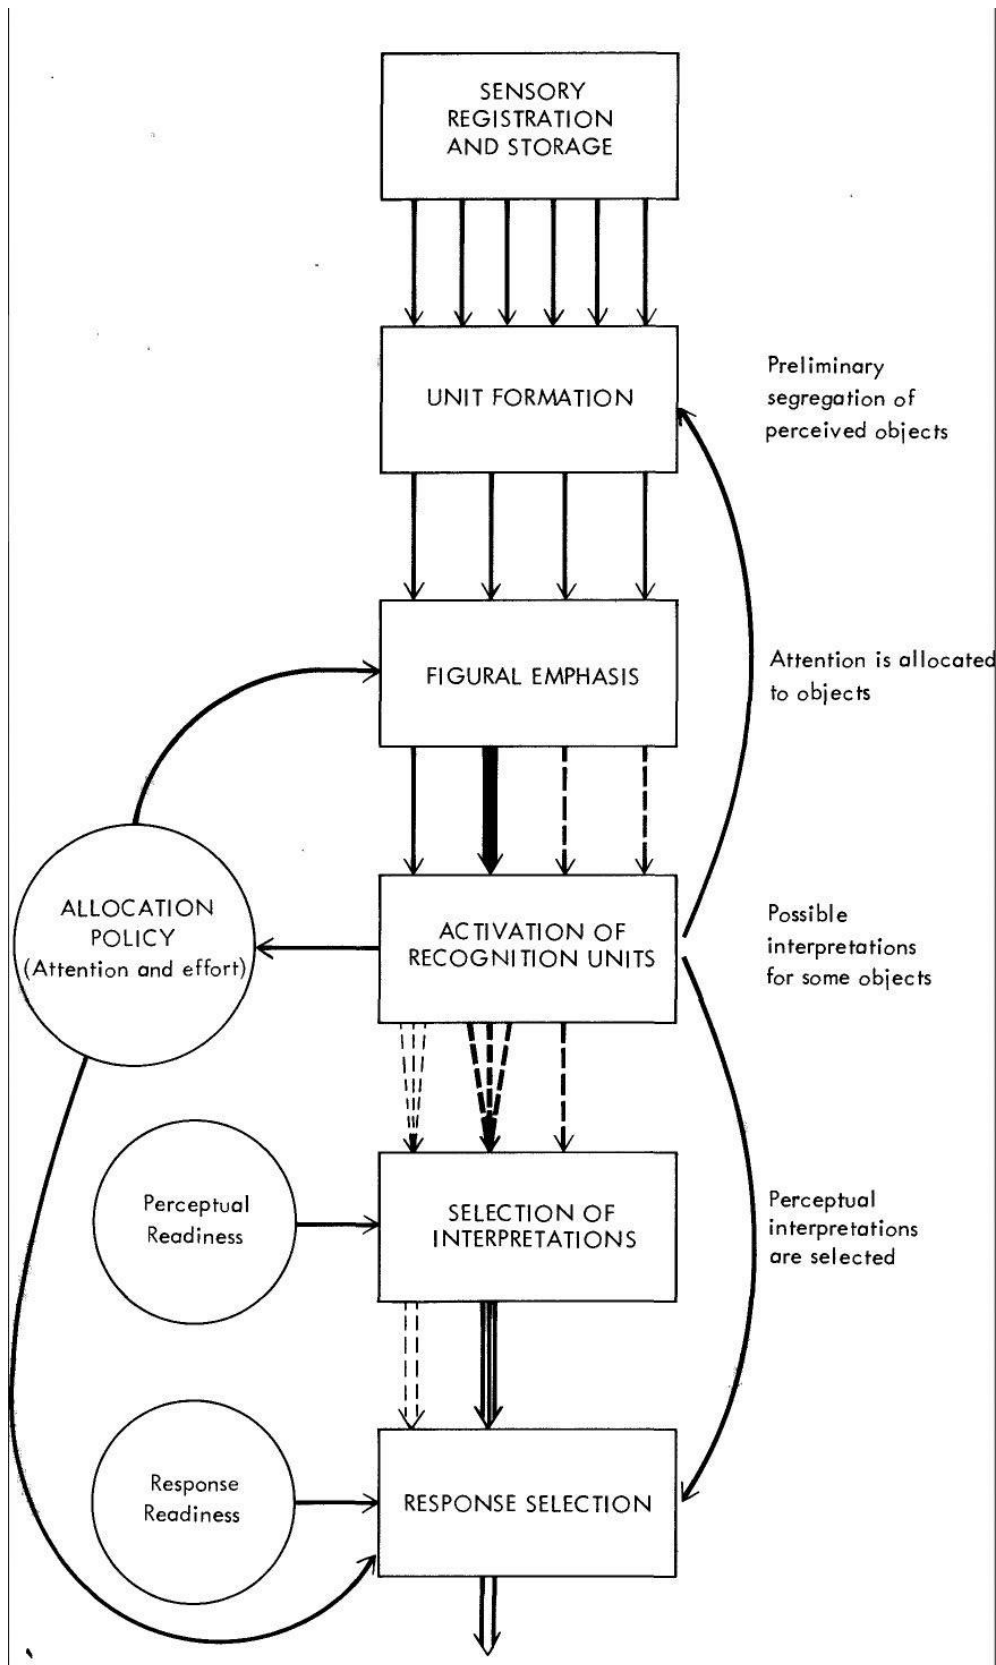 SENSORY
REGISTRATION
AND STORAGE
UNIT FORMATION
Preliminary
segregation of
perceived objects
FIGURAL EMPHASIS
Attention is allocated
to objects
ALLOCATION
POLICY
(Attention and effort)
ACTIVATION OF
RECOGNITION UNITS
Possible
interpretations
for some objects
Perceptual
Readiness
SELECTION OF
INTERPRETATIONS
Perceptual
interpretations
are selected
Response
Readiness
RESPONSE SELECTION